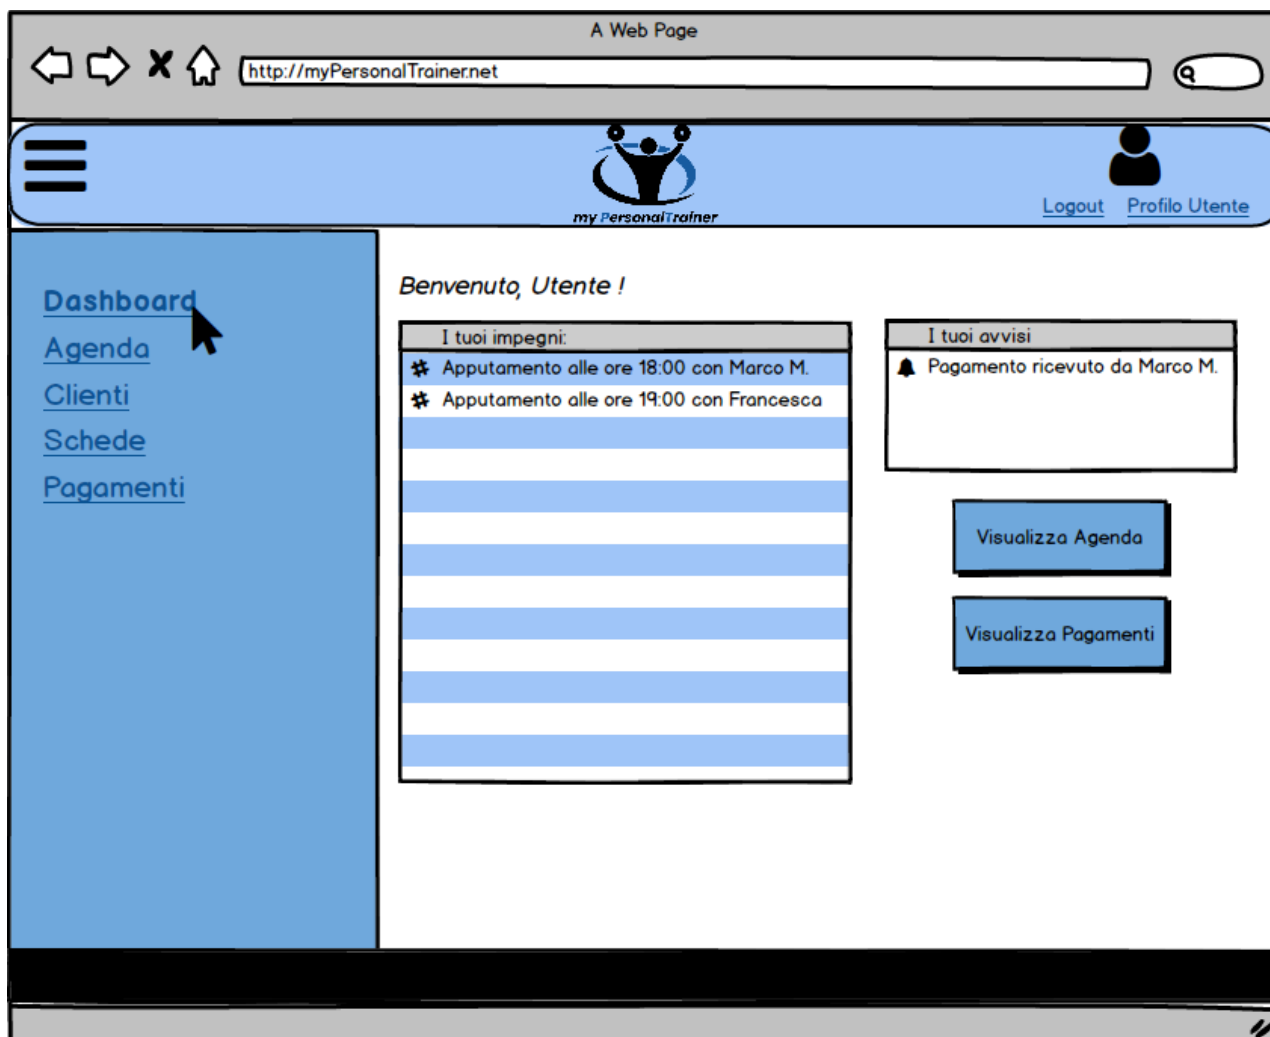 A Web Page
http://myPersonalTrainer.net
my PersonalTrainer
Logout Profilo Utente
Dashboard
Agenda
Clienti
Schede
Pagamenti
Benvenuto, Utente !
I tuoi impegni:
Apputamento alle ore 18:00 con Marco M.
Apputamento alle ore 19:00 con Francesca
I tuoi avvisi
Pagamento ricevuto da Marco M.
Visualizza Agenda
Visualizza Pagamenti